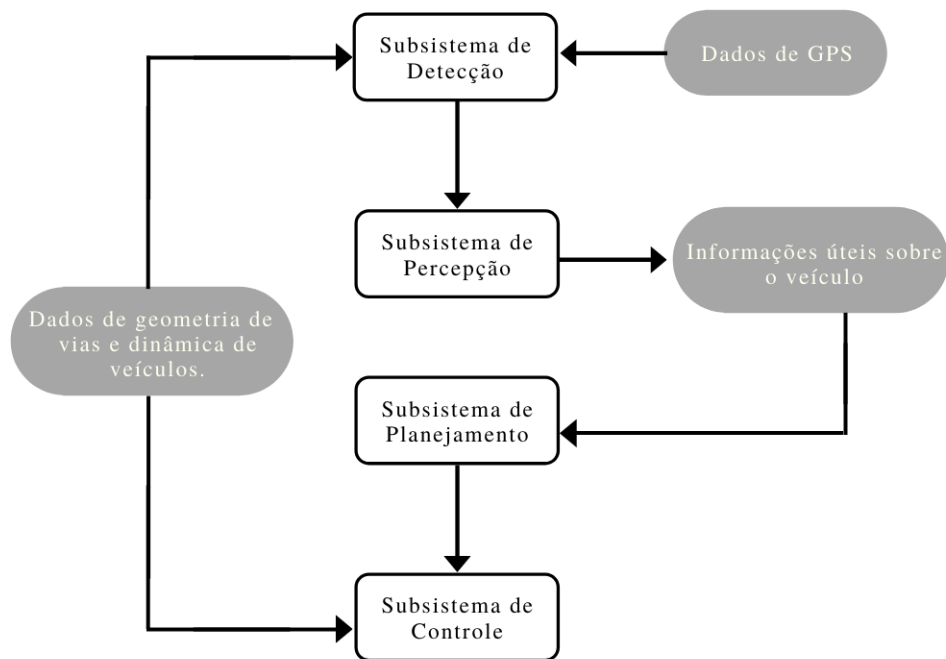 Subsistema de
Detecção
Dados de GPS
Subsistema de
Percepção
Informações úteis sobre
o veículo
Dados de geometria de
vias e dinâmica de
veículos.
Subsistema de
Planejamento
Subsistema de
Controle